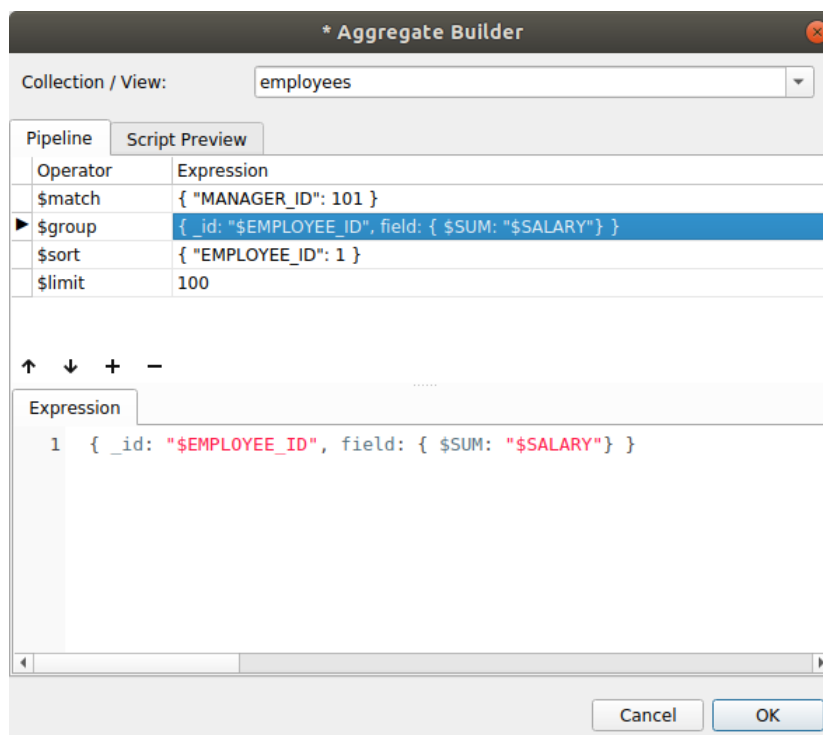 * Aggregate Builder
Collection / View: employees
Pipeline Script Preview
Operator Expression
$match { "MANAGER_ID": 101 }
$group { _id: "$EMPLOYEE_ID", field: { $SUM: "$SALARY"} }
$sort { "EMPLOYEE_ID": 1 }
$limit 100
Expression
1 { _id: "$EMPLOYEE_ID", field: { $SUM: "$SALARY"} }
Cancel OK